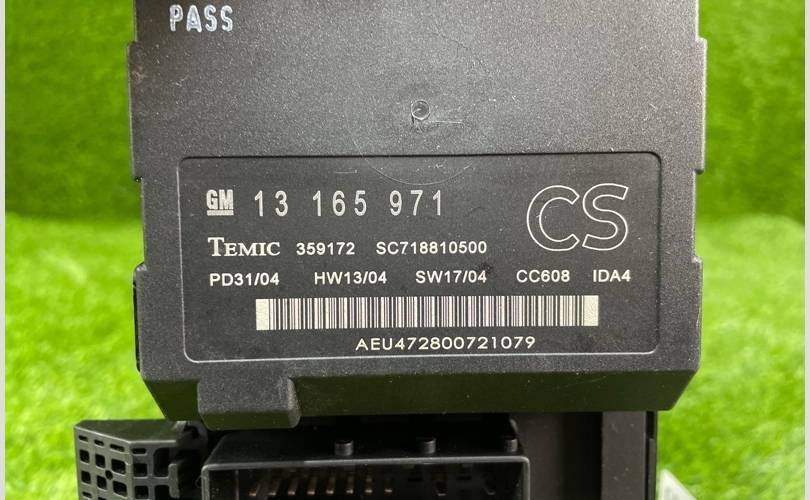 PASS
GM 13 165 971 CS
TEMIC 359172 SC718810500
PD31/04 HW13/04 SW17/04 CC608 IDA4
AEU472800721079